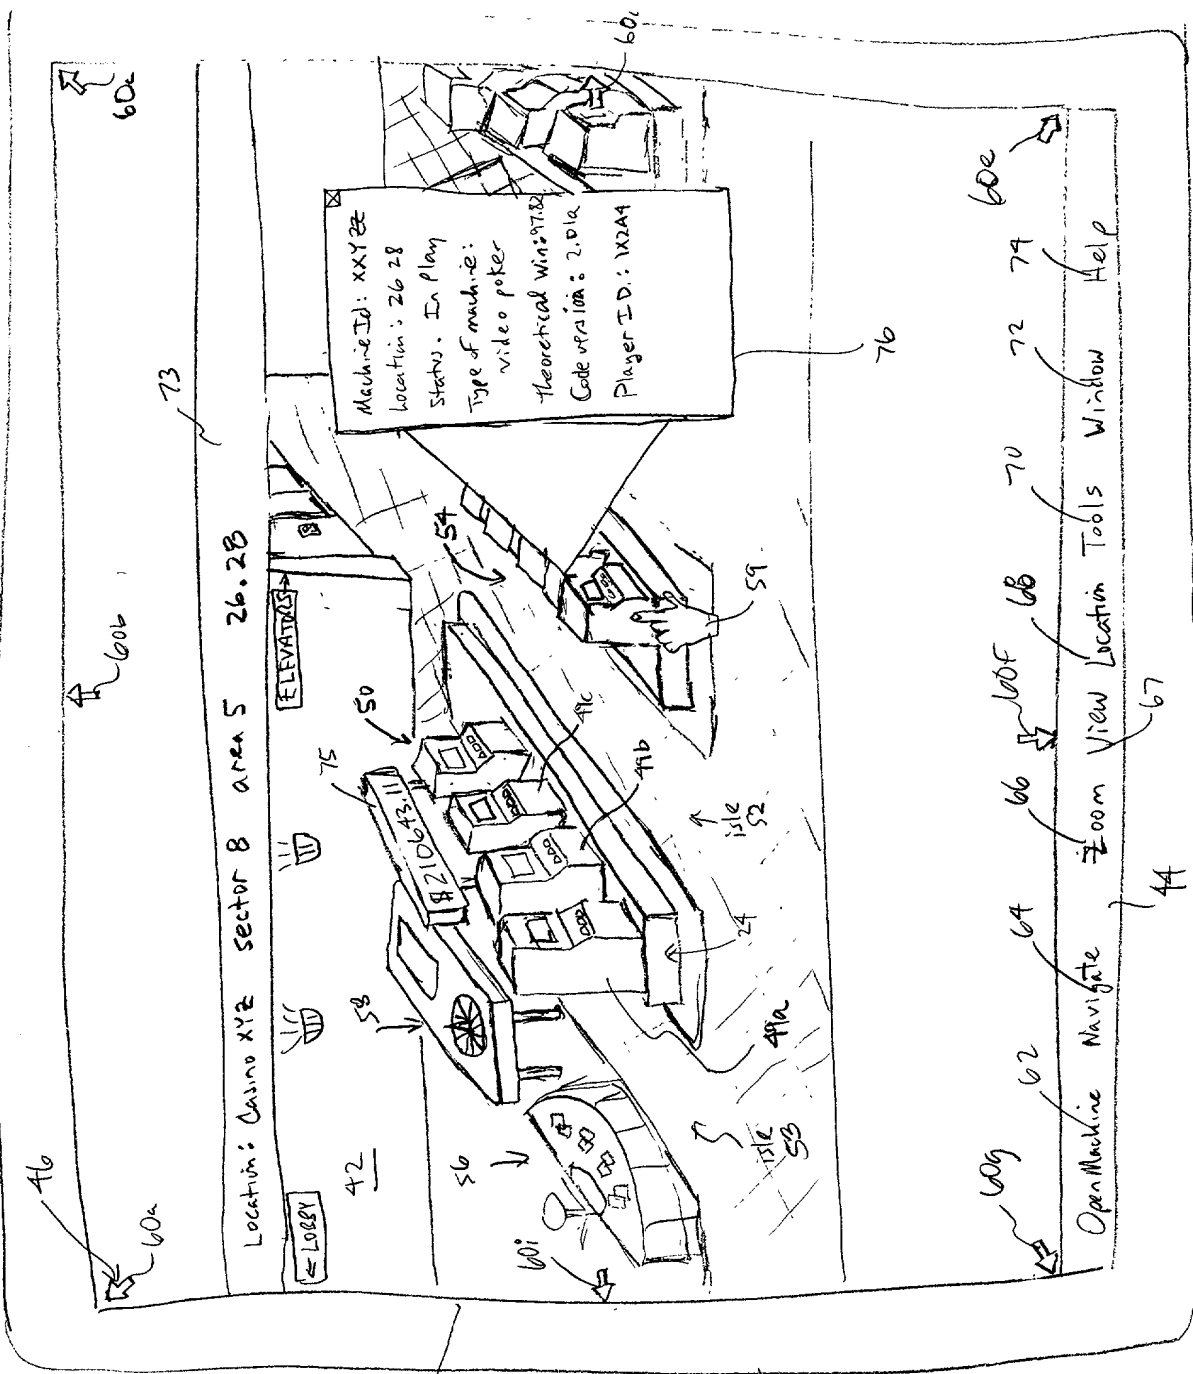 46
60a
60b
60c
73
Location: Casino XYZ sector 8 area 5 26.28
← LOBBY
ELEVATORS →
42
58
75
$210643.11
50
54
56
Machine Id: XXYZZ
Location: 26 28
Status. In Play
Type of machine:
video poker
Theoretical Win: 97.82
Code version: 2.01a
Player I.D.: 1X2A4
76
60i
49c
49b
59
24
49a
isle
52
isle
53
60g
62
64
66
60F
68
70
72
74
60e
Open Machine Navigate Zoom View Location Tools Window Help
44
67